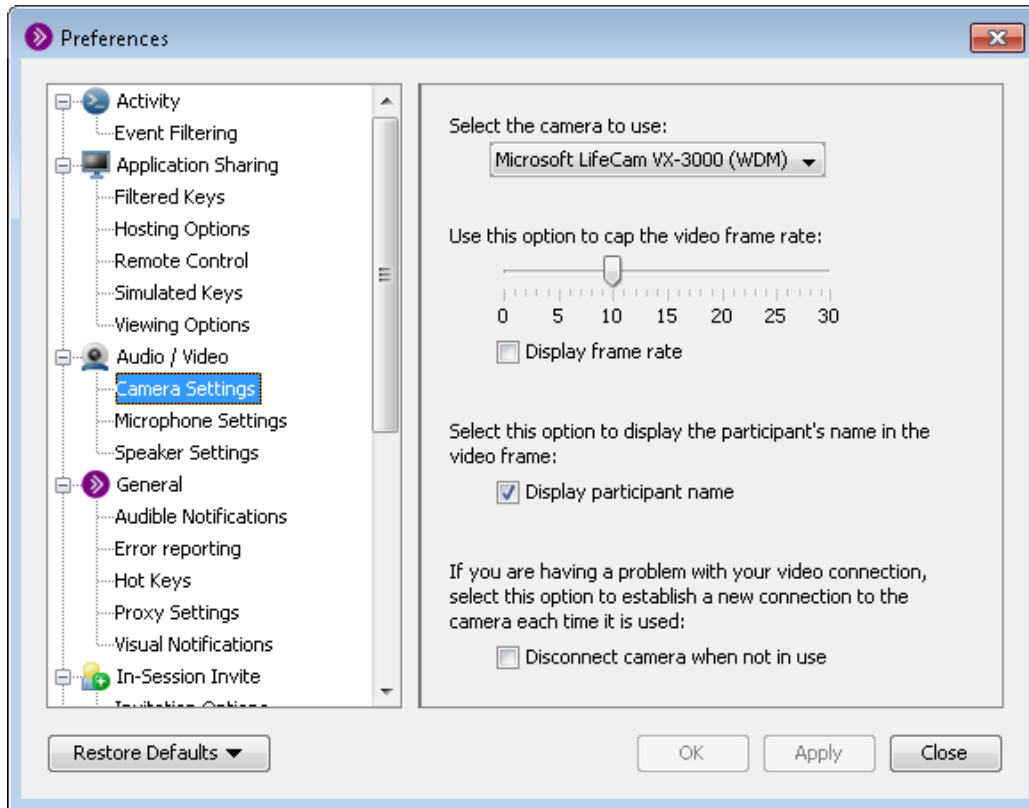 Preferences
Activity
Event Filtering
Application Sharing
Filtered Keys
Hosting Options
Remote Control
Simulated Keys
Viewing Options
Audio / Video
Camera Settings
Microphone Settings
Speaker Settings
General
Audible Notifications
Error reporting
Hot Keys
Proxy Settings
Visual Notifications
In-Session Invite
Invitation Options
Select the camera to use:
Microsoft LifeCam VX-3000 (WDM)
Use this option to cap the video frame rate:
0 5 10 15 20 25 30
Display frame rate
Select this option to display the participant's name in the
video frame:
Display participant name
If you are having a problem with your video connection,
select this option to establish a new connection to the
camera each time it is used:
Disconnect camera when not in use
Restore Defaults
OK
Apply
Close